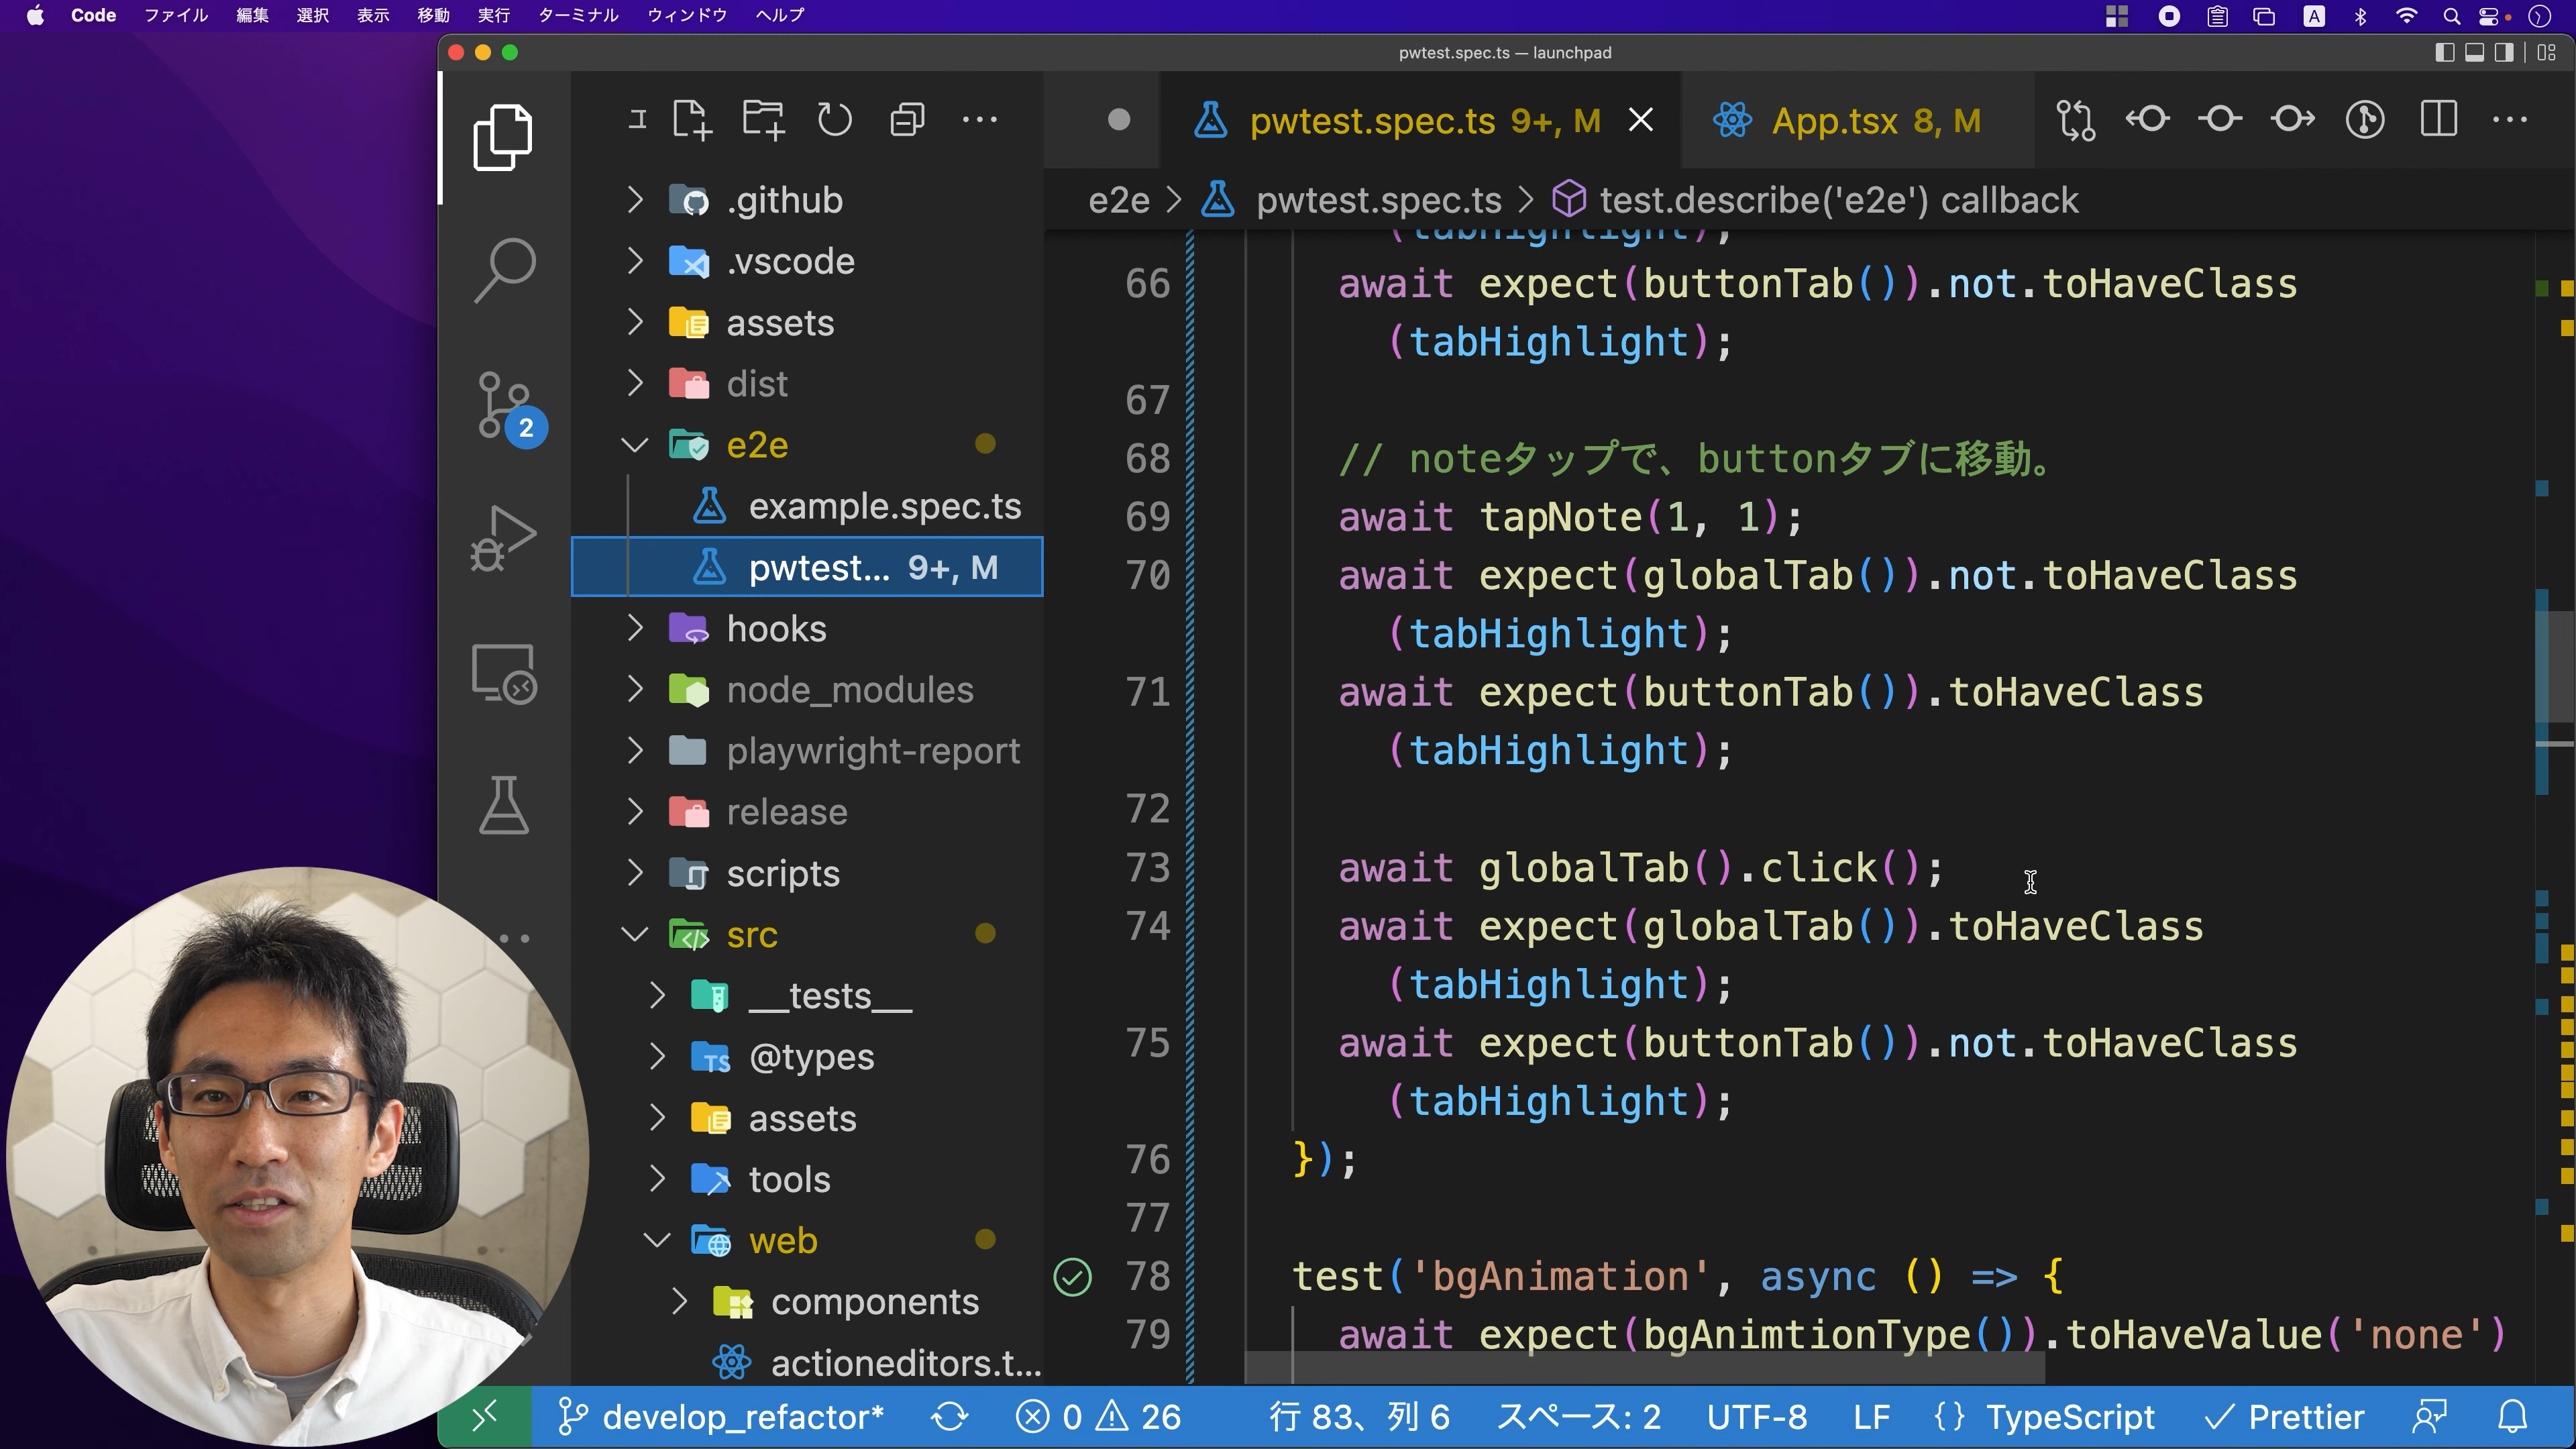 Code ファイル 編集 選択 表示 移動 実行 ターミナル ウィンドウ ヘルプ
A
pwtest.spec.ts — launchpad
pwtest.spec.ts 9+, M
App.tsx 8, M
e2e > pwtest.spec.ts > test.describe('e2e') callback
.github
.vscode
assets
dist
e2e
example.spec.ts
pwtest... 9+, M
hooks
node_modules
playwright-report
release
scripts
src
__tests__
@types
assets
tools
web
components
actioneditors.t...
2
TS
(tabHighlight);
66 await expect(buttonTab()).not.toHaveClass
(tabHighlight);
67
68 // noteタップで、buttonタブに移動。
69 await tapNote(1, 1);
70 await expect(globalTab()).not.toHaveClass
(tabHighlight);
71 await expect(buttonTab()).toHaveClass
(tabHighlight);
72
73 await globalTab().click();
74 await expect(globalTab()).toHaveClass
(tabHighlight);
75 await expect(buttonTab()).not.toHaveClass
(tabHighlight);
76 });
77
78 test('bgAnimation', async () => {
79 await expect(bgAnimtionType()).toHaveValue('none')
develop_refactor* 0 26 行 83、列 6 スペース: 2 UTF-8 LF {} TypeScript Prettier